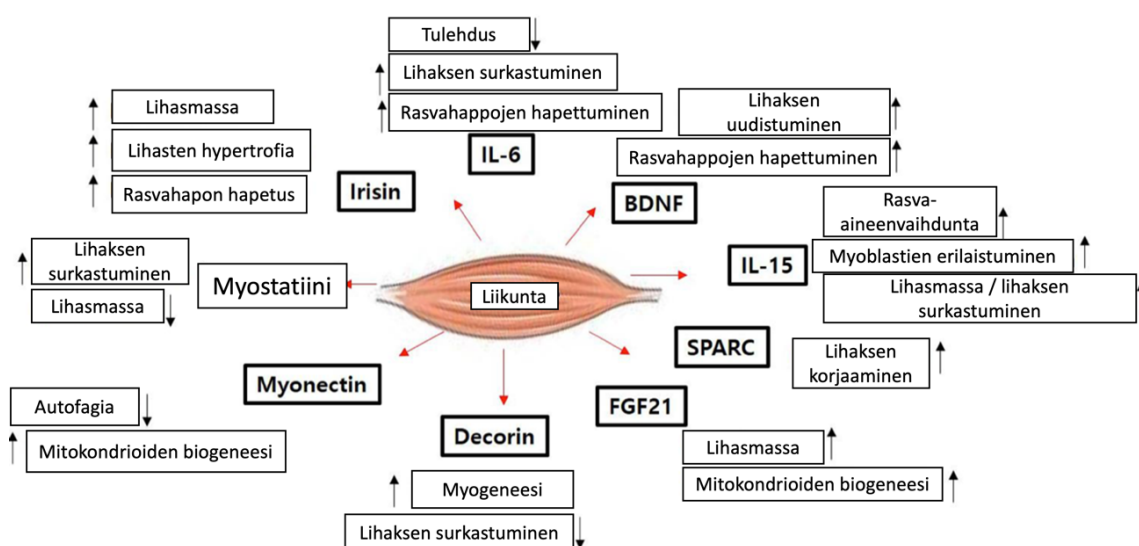 Tulehdus
Lihaksen surkastuminen
Rasvahappojen hapettuminen
IL-6
Lihasmassa
Lihasten hypertrofia
Rasvahapon hapetus
Irisin
Lihaksen
uudistuminen
Rasvahappojen hapettuminen
BDNF
Rasva-
aineenvaihdunta
Myoblastien erilaistuminen
Lihasmassa / lihaksen
surkastuminen
IL-15
Lihaksen
surkastuminen
Lihasmassa
Myostatiini
Liikunta
SPARC
Lihaksen
korjaaminen
Myonectin
Autofagia
Mitokondrioiden biogeneesi
FGF21
Lihasmassa
Mitokondrioiden biogeneesi
Decorin
Myogeneesi
Lihaksen surkastuminen